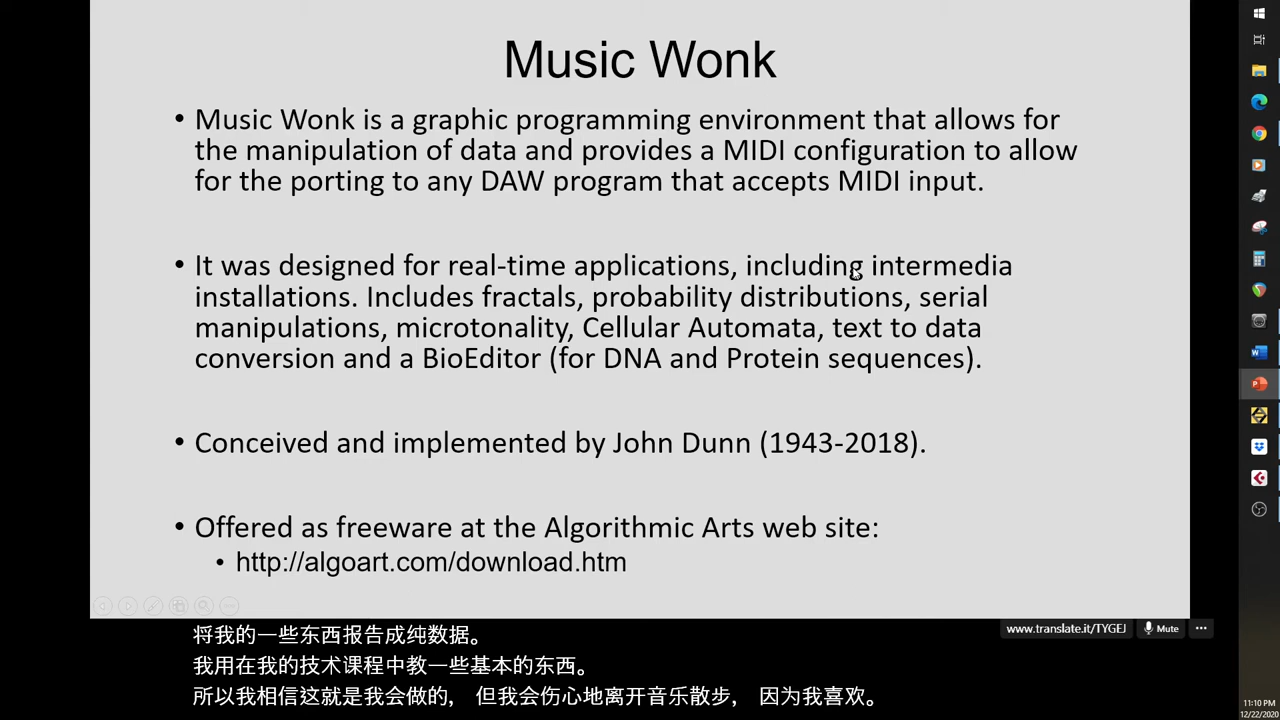 Music Wonk
• Music Wonk is a graphic programming environment that allows for
the manipulation of data and provides a MIDI configuration to allow
for the porting to any DAW program that accepts MIDI input.
• It was designed for real-time applications, including intermedia
installations. Includes fractals, probability distributions, serial
manipulations, microtonality, Cellular Automata, text to data
conversion and a BioEditor (for DNA and Protein sequences).
• Conceived and implemented by John Dunn (1943-2018).
• Offered as freeware at the Algorithmic Arts web site:
• http://algoart.com/download.htm
将我的一些东西报告成纯数据。
www.translate.it/TYGEJ Mute
我用在我的技术课程中教一些基本的东西。
所以我相信这就是我会做的, 但我会伤心地离开音乐散步, 因为我喜欢。
11:10 PM
12/22/2020